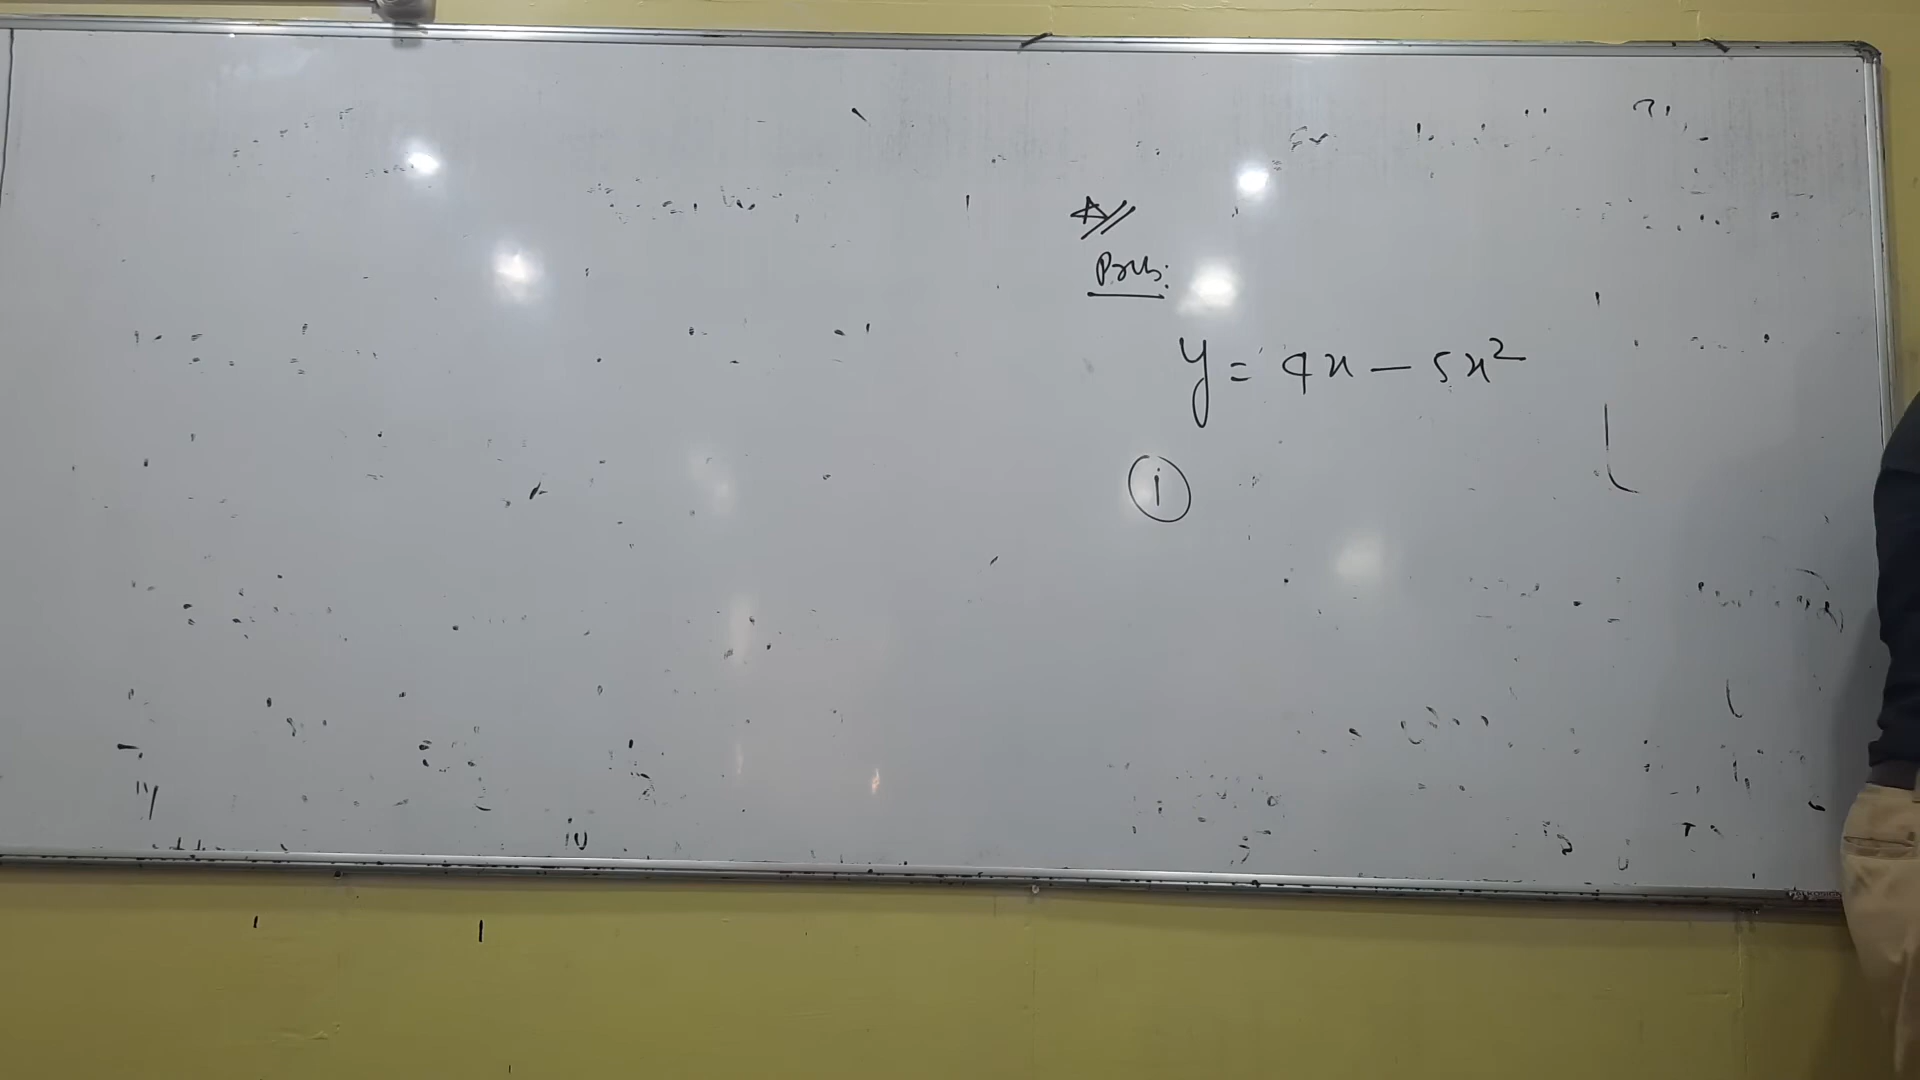 Prob:
y = 4x - 5x²
i